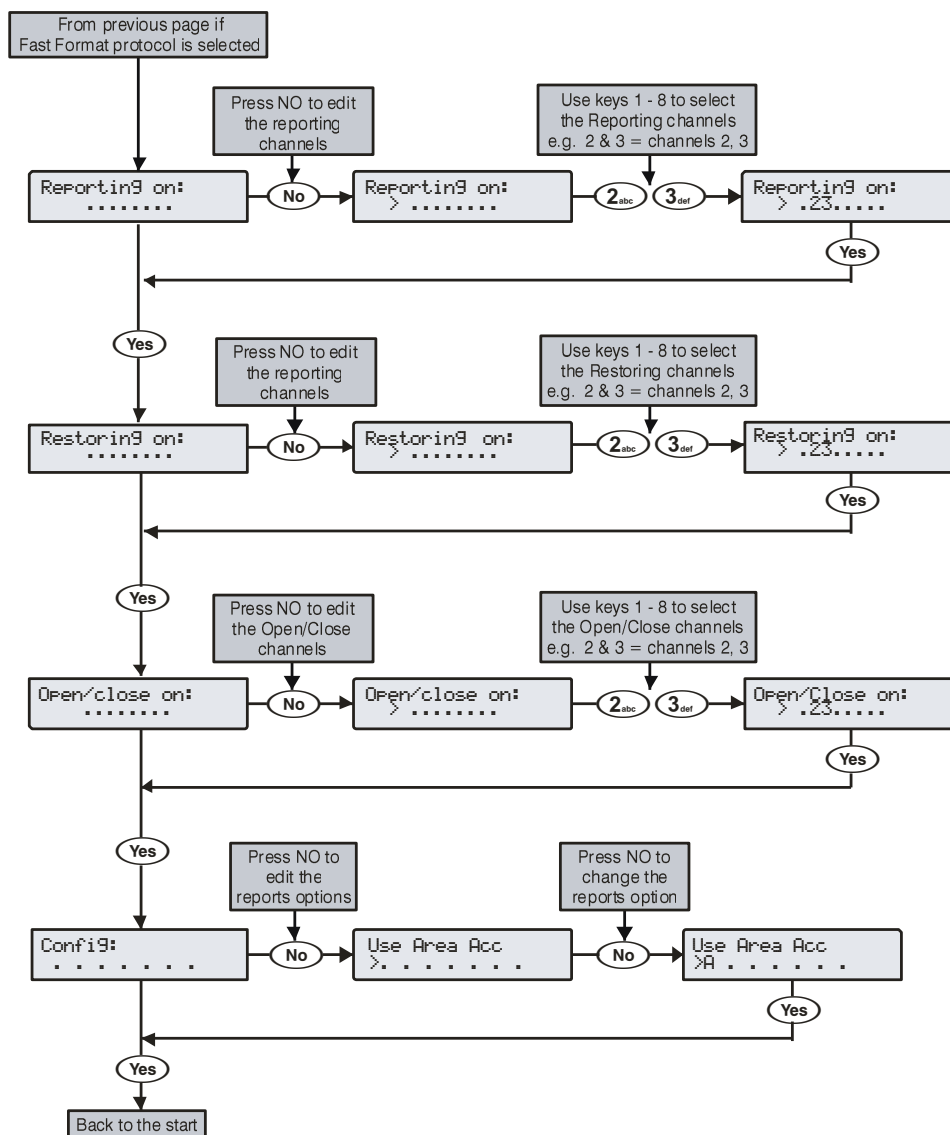 From previous page if
Fast Format protocol is selected
Press NO to edit
the reporting
channels
Use keys 1 - 8 to select
the Reporting channels
e.g. 2 & 3 = channels 2, 3
Reporting on:
........
No
Reporting on:
> ........
2abc
3def
Reporting on:
> .23.....
Yes
Yes
Press NO to edit
the reporting
channels
Use keys 1 - 8 to select
the Restoring channels
e.g. 2 & 3 = channels 2, 3
Restoring on:
........
No
Restoring on:
> ........
2abc
3def
Restoring on:
> .23.....
Yes
Yes
Press NO to edit
the Open/Close
channels
Use keys 1 - 8 to select
the Open/Close channels
e.g. 2 & 3 = channels 2, 3
Open/close on:
........
No
Open/close on:
> ........
2abc
3def
Open/Close on:
> .23.....
Yes
Yes
Press NO to
edit the
reports options
Press NO to
change the
reports option
Config:
. . . . . . .
No
Use Area Acc
>. . . . . . .
No
Use Area Acc
>A . . . . . .
Yes
Yes
Back to the start